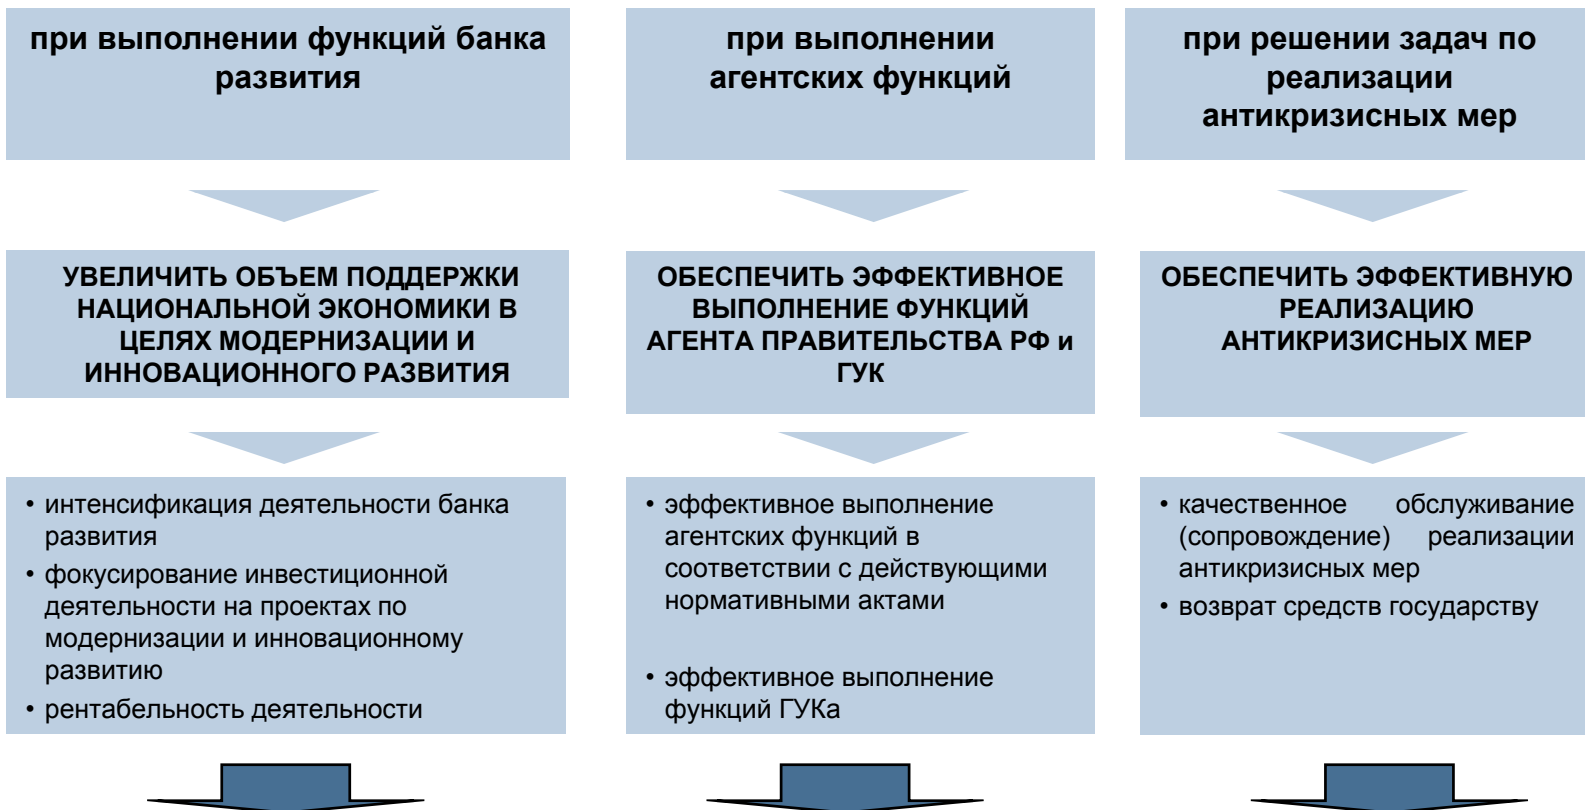 при выполнении функций банка
развития
при выполнении
агентских функций
при решении задач по
реализации
антикризисных мер
УВЕЛИЧИТЬ ОБЪЕМ ПОДДЕРЖКИ
НАЦИОНАЛЬНОЙ ЭКОНОМИКИ В
ЦЕЛЯХ МОДЕРНИЗАЦИИ И
ИННОВАЦИОННОГО РАЗВИТИЯ
ОБЕСПЕЧИТЬ ЭФФЕКТИВНОЕ
ВЫПОЛНЕНИЕ ФУНКЦИЙ
АГЕНТА ПРАВИТЕЛЬСТВА РФ и
ГУК
ОБЕСПЕЧИТЬ ЭФФЕКТИВНУЮ
РЕАЛИЗАЦИЮ
АНТИКРИЗИСНЫХ МЕР
• интенсификация деятельности банка
развития
• фокусирование инвестиционной
деятельности на проектах по
модернизации и инновационному
развитию
• рентабельность деятельности
• эффективное выполнение
агентских функций в
соответствии с действующими
нормативными актами
• эффективное выполнение
функций ГУКа
• качественное обслуживание
(сопровождение) реализации
антикризисных мер
• возврат средств государству